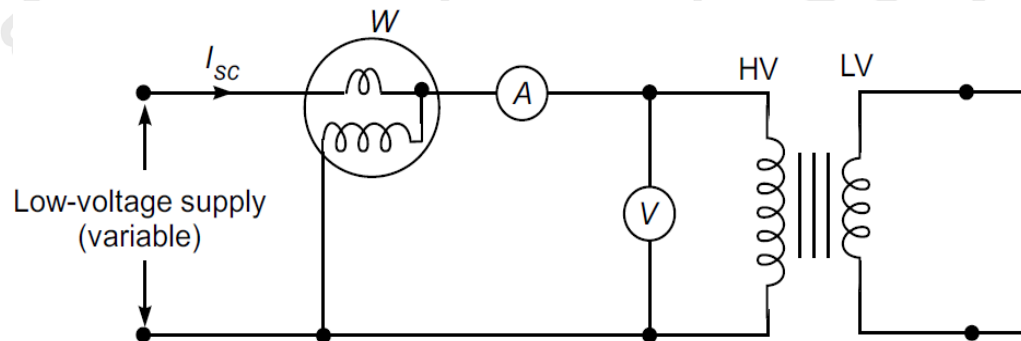 W
I_SC
HV
LV
A
Low-voltage supply
(variable)
V